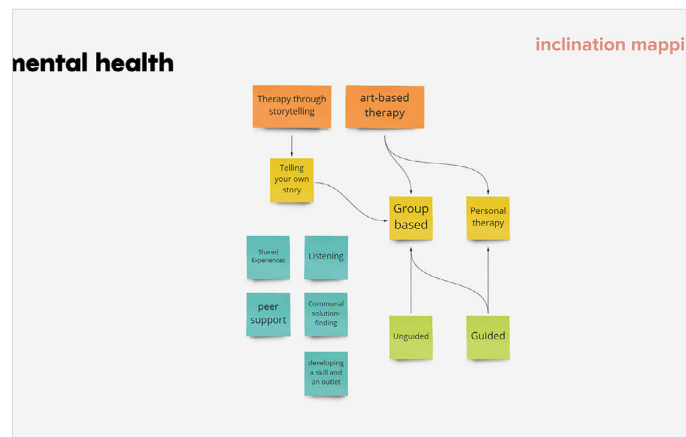 inclination mappi
mental health
Therapy through
storytelling
art-based
therapy
Telling
your own
story
Group
based
Personal
therapy
Shared
Experiences
Listening
peer
support
Communal
solution-
finding
developing
a skill and
an outlet
Unguided
Guided